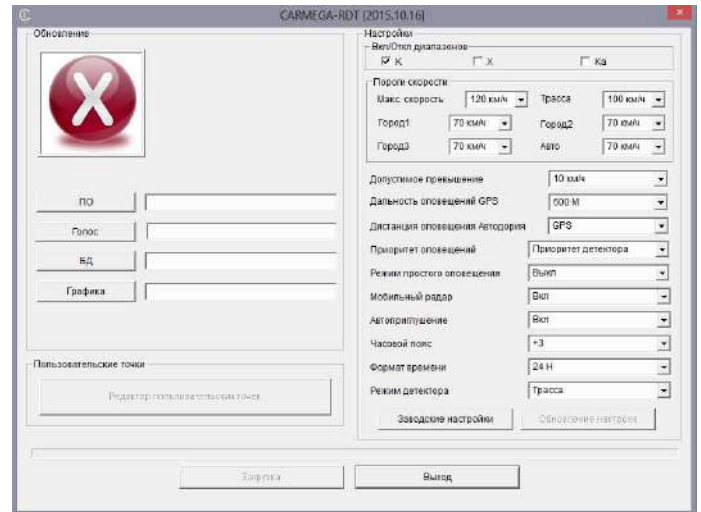 CARMEGA-RDT [2015.10.16]
Обновление
ПО
Голос
БД
Графика
Пользовательские точки
Редактор пользовательских точек
Настройки
Вкл/Откл диапазонов
K X Ka
Пороги скорости
Макс. скорость 120 км/ч Трасса 100 км/ч
Город1 70 км/ч Город2 70 км/ч
Город3 70 км/ч Авто 70 км/ч
Допустимое превышение 10 км/ч
Дальность оповещений GPS 600 M
Дистанция оповещения Автодория GPS
Приоритет оповещений Приоритет детектора
Режим простого оповещения Выкл
Мобильный радар Вкл
Автоприглушение Вкл
Часовой пояс +3
Формат времени 24 H
Режим детектора Трасса
Заводские настройки Обновление настроек
Загрузка Выход